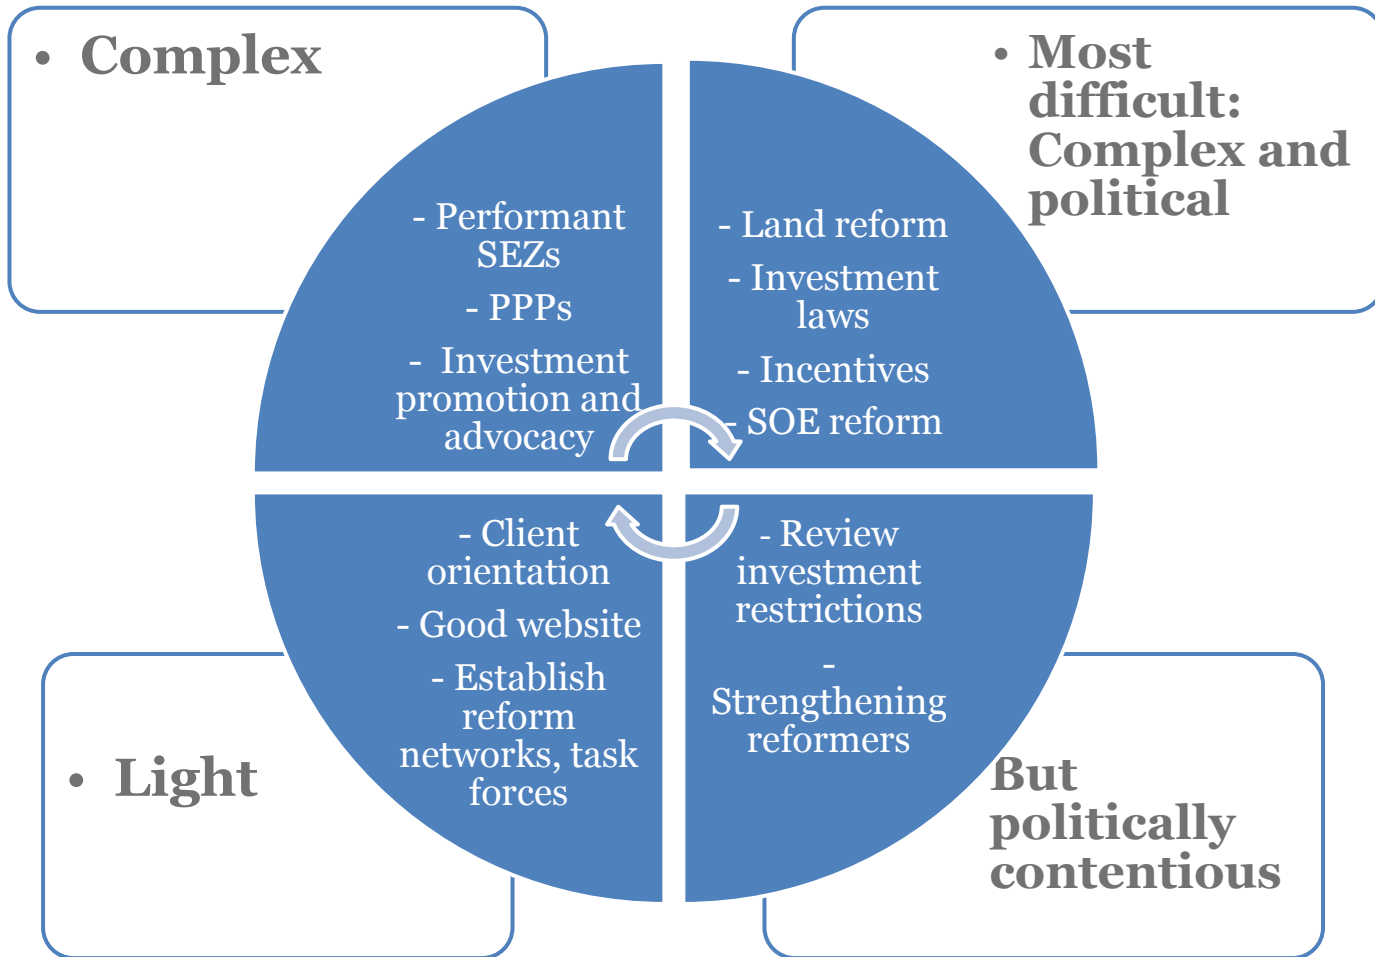 • Complex
- Performant
SEZs
- PPPs
- Investment
promotion and
advocacy
• Most
difficult:
Complex and
political
- Land reform
- Investment
laws
- Incentives
- SOE reform
• Light
- Client
orientation
- Good website
- Establish
reform
networks, task
forces
- Review
investment
restrictions
-
Strengthening
reformers
But
politically
contentious